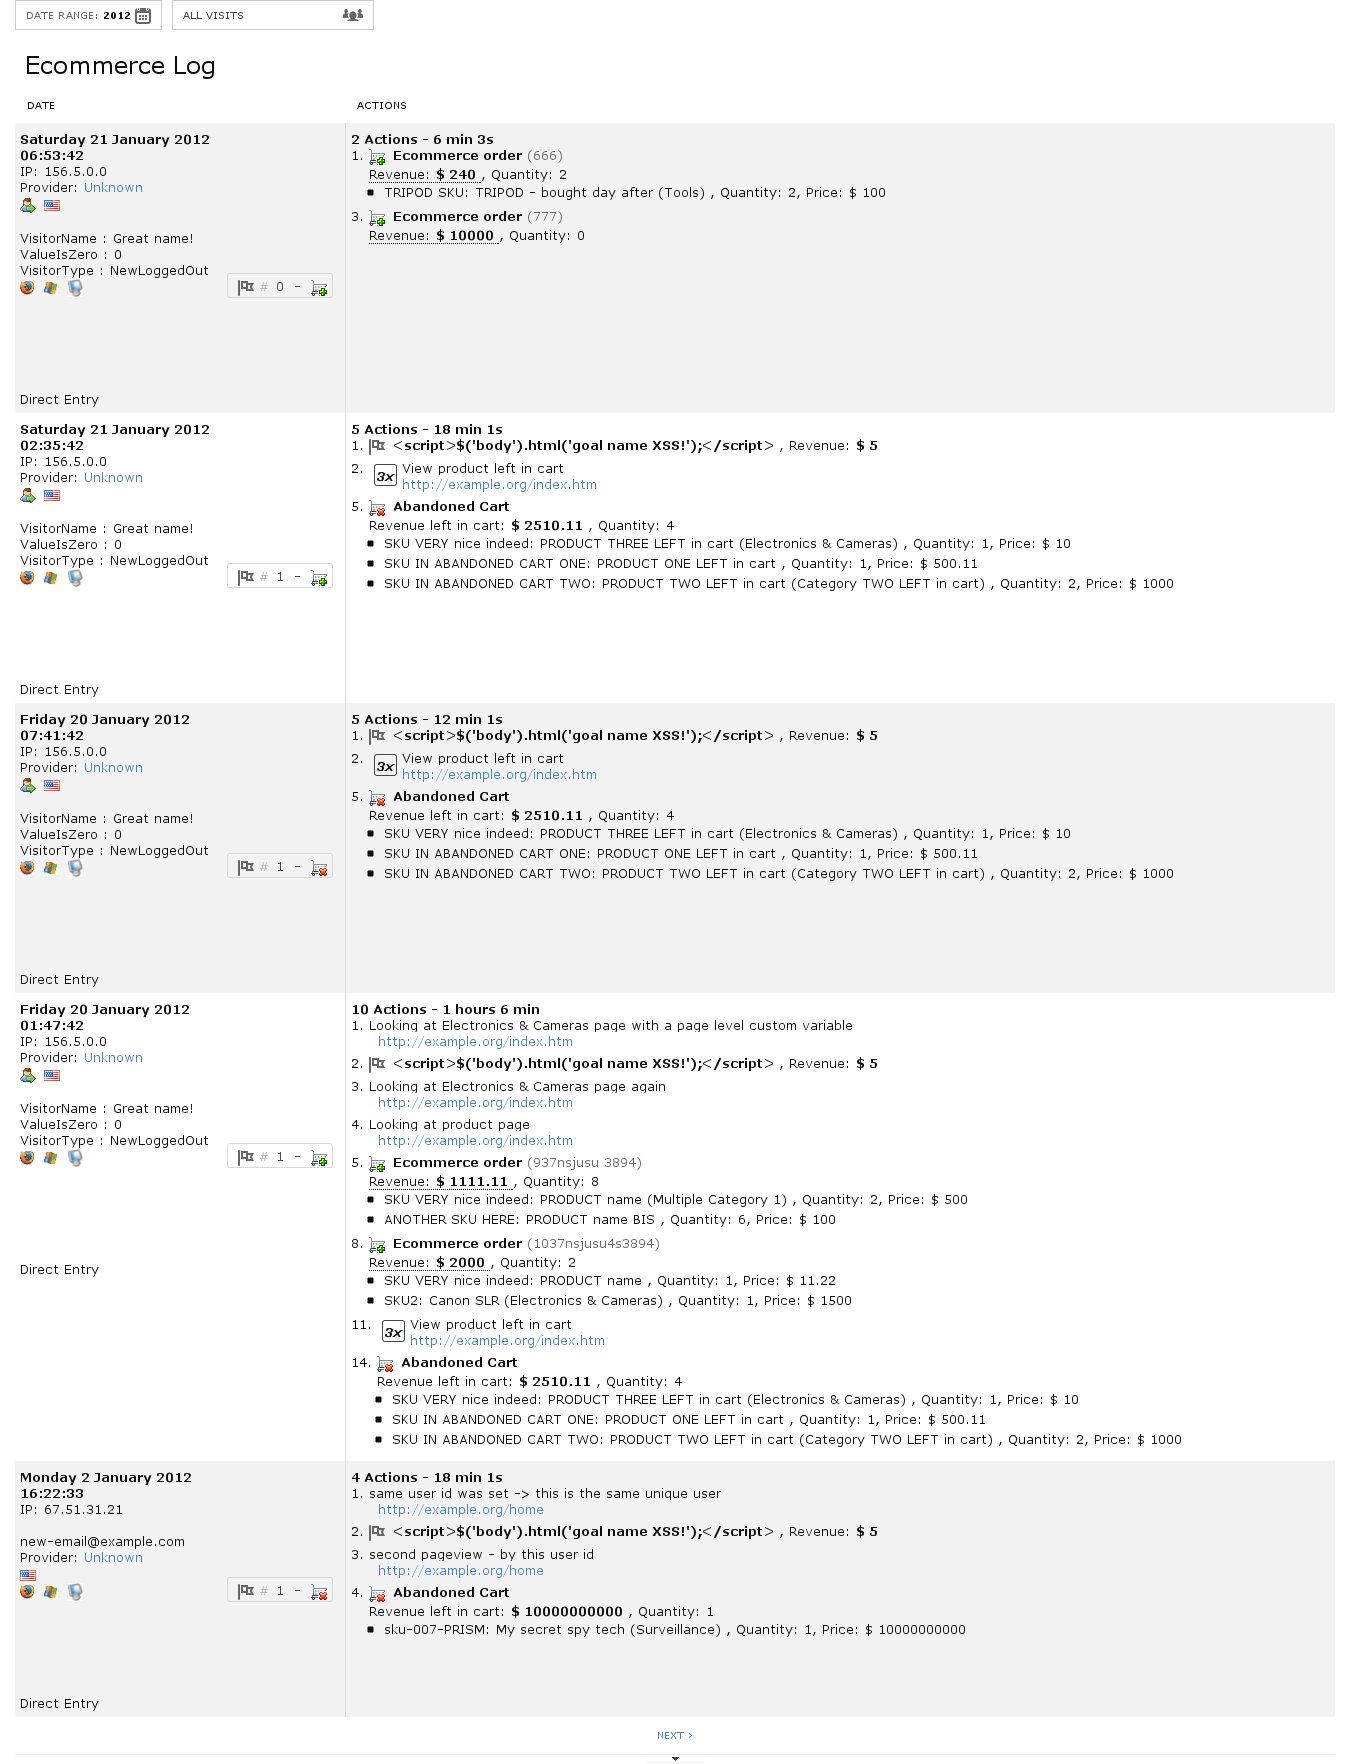 DATE RANGE: 2012
ALL VISITS
Ecommerce Log
DATE
ACTIONS
Saturday 21 January 2012
06:53:42
IP: 156.5.0.0
Provider: Unknown
VisitorName : Great name!
ValueIsZero : 0
VisitorType : NewLoggedOut
# 0 -
Direct Entry
2 Actions - 6 min 3s
1. Ecommerce order (666)
Revenue: $ 240 , Quantity: 2
■ TRIPOD SKU: TRIPOD - bought day after (Tools) , Quantity: 2, Price: $ 100
3. Ecommerce order (777)
Revenue: $ 10000 , Quantity: 0
Saturday 21 January 2012
02:35:42
IP: 156.5.0.0
Provider: Unknown
VisitorName : Great name!
ValueIsZero : 0
VisitorType : NewLoggedOut
# 1 -
Direct Entry
5 Actions - 18 min 1s
1. <script>$('body').html('goal name XSS!');</script> , Revenue: $ 5
2. 3x View product left in cart
http://example.org/index.htm
5. Abandoned Cart
Revenue left in cart: $ 2510.11 , Quantity: 4
■ SKU VERY nice indeed: PRODUCT THREE LEFT in cart (Electronics & Cameras) , Quantity: 1, Price: $ 10
■ SKU IN ABANDONED CART ONE: PRODUCT ONE LEFT in cart , Quantity: 1, Price: $ 500.11
■ SKU IN ABANDONED CART TWO: PRODUCT TWO LEFT in cart (Category TWO LEFT in cart) , Quantity: 2, Price: $ 1000
Friday 20 January 2012
07:41:42
IP: 156.5.0.0
Provider: Unknown
VisitorName : Great name!
ValueIsZero : 0
VisitorType : NewLoggedOut
# 1 -
Direct Entry
5 Actions - 12 min 1s
1. <script>$('body').html('goal name XSS!');</script> , Revenue: $ 5
2. 3x View product left in cart
http://example.org/index.htm
5. Abandoned Cart
Revenue left in cart: $ 2510.11 , Quantity: 4
■ SKU VERY nice indeed: PRODUCT THREE LEFT in cart (Electronics & Cameras) , Quantity: 1, Price: $ 10
■ SKU IN ABANDONED CART ONE: PRODUCT ONE LEFT in cart , Quantity: 1, Price: $ 500.11
■ SKU IN ABANDONED CART TWO: PRODUCT TWO LEFT in cart (Category TWO LEFT in cart) , Quantity: 2, Price: $ 1000
Friday 20 January 2012
01:47:42
IP: 156.5.0.0
Provider: Unknown
VisitorName : Great name!
ValueIsZero : 0
VisitorType : NewLoggedOut
# 1 -
Direct Entry
10 Actions - 1 hours 6 min
1. Looking at Electronics & Cameras page with a page level custom variable
http://example.org/index.htm
2. <script>$('body').html('goal name XSS!');</script> , Revenue: $ 5
3. Looking at Electronics & Cameras page again
http://example.org/index.htm
4. Looking at product page
http://example.org/index.htm
5. Ecommerce order (937nsjusu 3894)
Revenue: $ 1111.11 , Quantity: 8
■ SKU VERY nice indeed: PRODUCT name (Multiple Category 1) , Quantity: 2, Price: $ 500
■ ANOTHER SKU HERE: PRODUCT name BIS , Quantity: 6, Price: $ 100
8. Ecommerce order (1037nsjusu4s3894)
Revenue: $ 2000 , Quantity: 2
■ SKU VERY nice indeed: PRODUCT name , Quantity: 1, Price: $ 11.22
■ SKU2: Canon SLR (Electronics & Cameras) , Quantity: 1, Price: $ 1500
11. 3x View product left in cart
http://example.org/index.htm
14. Abandoned Cart
Revenue left in cart: $ 2510.11 , Quantity: 4
■ SKU VERY nice indeed: PRODUCT THREE LEFT in cart (Electronics & Cameras) , Quantity: 1, Price: $ 10
■ SKU IN ABANDONED CART ONE: PRODUCT ONE LEFT in cart , Quantity: 1, Price: $ 500.11
■ SKU IN ABANDONED CART TWO: PRODUCT TWO LEFT in cart (Category TWO LEFT in cart) , Quantity: 2, Price: $ 1000
Monday 2 January 2012
16:22:33
IP: 67.51.31.21
new-email@example.com
Provider: Unknown
# 1 -
Direct Entry
4 Actions - 18 min 1s
1. same user id was set -> this is the same unique user
http://example.org/home
2. <script>$('body').html('goal name XSS!');</script> , Revenue: $ 5
3. second pageview - by this user id
http://example.org/home
4. Abandoned Cart
Revenue left in cart: $ 10000000000 , Quantity: 1
■ sku-007-PRISM: My secret spy tech (Surveillance) , Quantity: 1, Price: $ 10000000000
NEXT ›